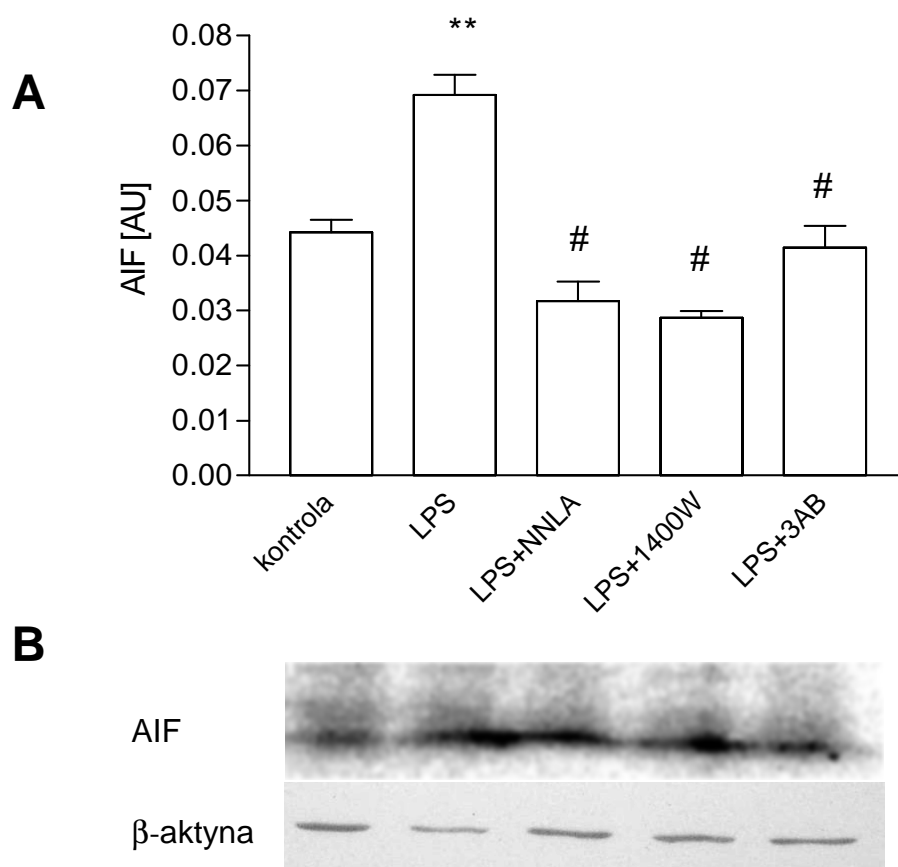 A
AIF [AU]
0.08
0.07
0.06
0.05
0.04
0.03
0.02
0.01
0.00
**
#
#
#
kontrola
LPS
LPS+NNLA
LPS+1400W
LPS+3AB
B
AIF
β-aktyna